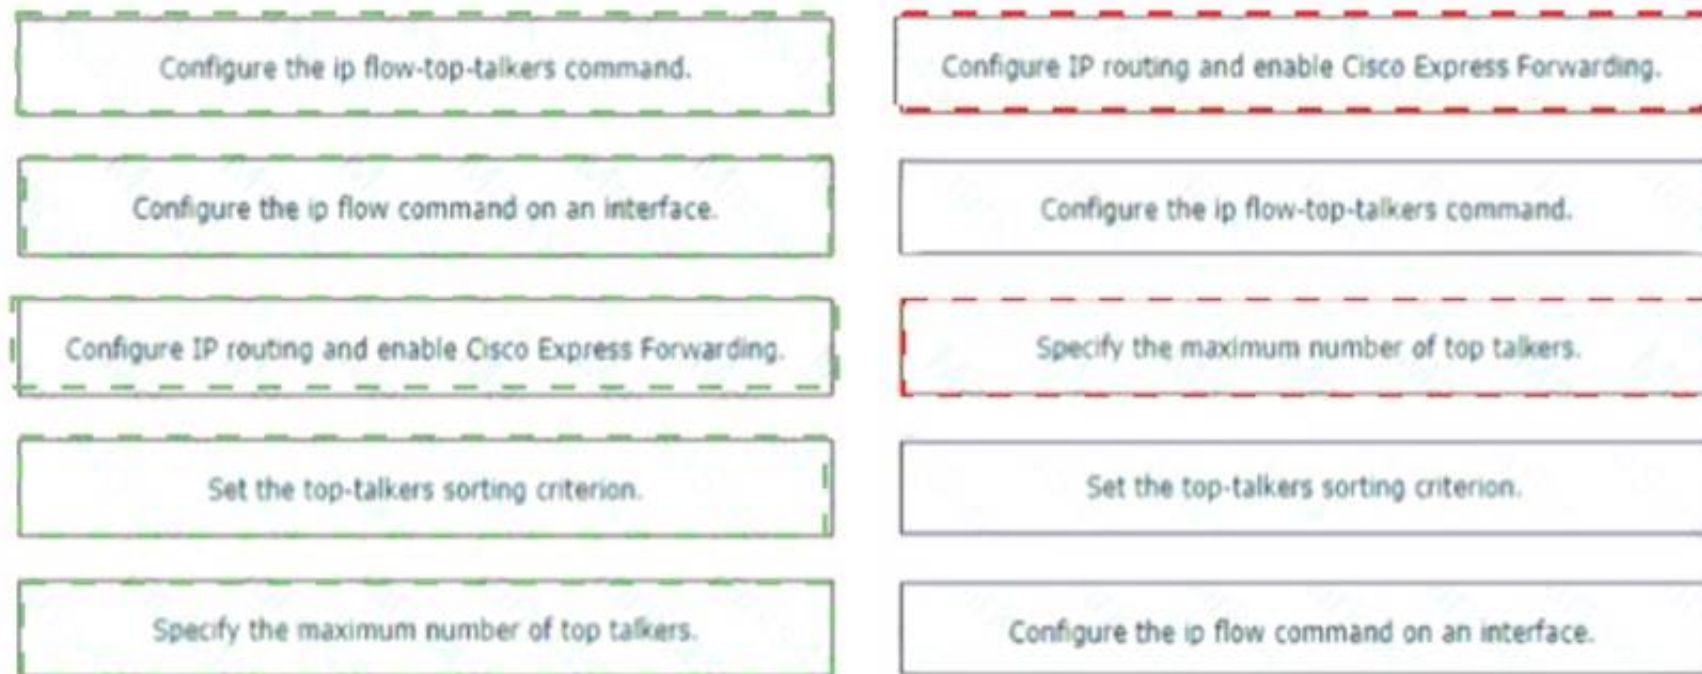 Configure the ip flow-top-talkers command.
Configure the ip flow command on an interface.
Configure IP routing and enable Cisco Express Forwarding.
Set the top-talkers sorting criterion.
Specify the maximum number of top talkers.
Configure IP routing and enable Cisco Express Forwarding.
Configure the ip flow-top-talkers command.
Specify the maximum number of top talkers.
Set the top-talkers sorting criterion.
Configure the ip flow command on an interface.